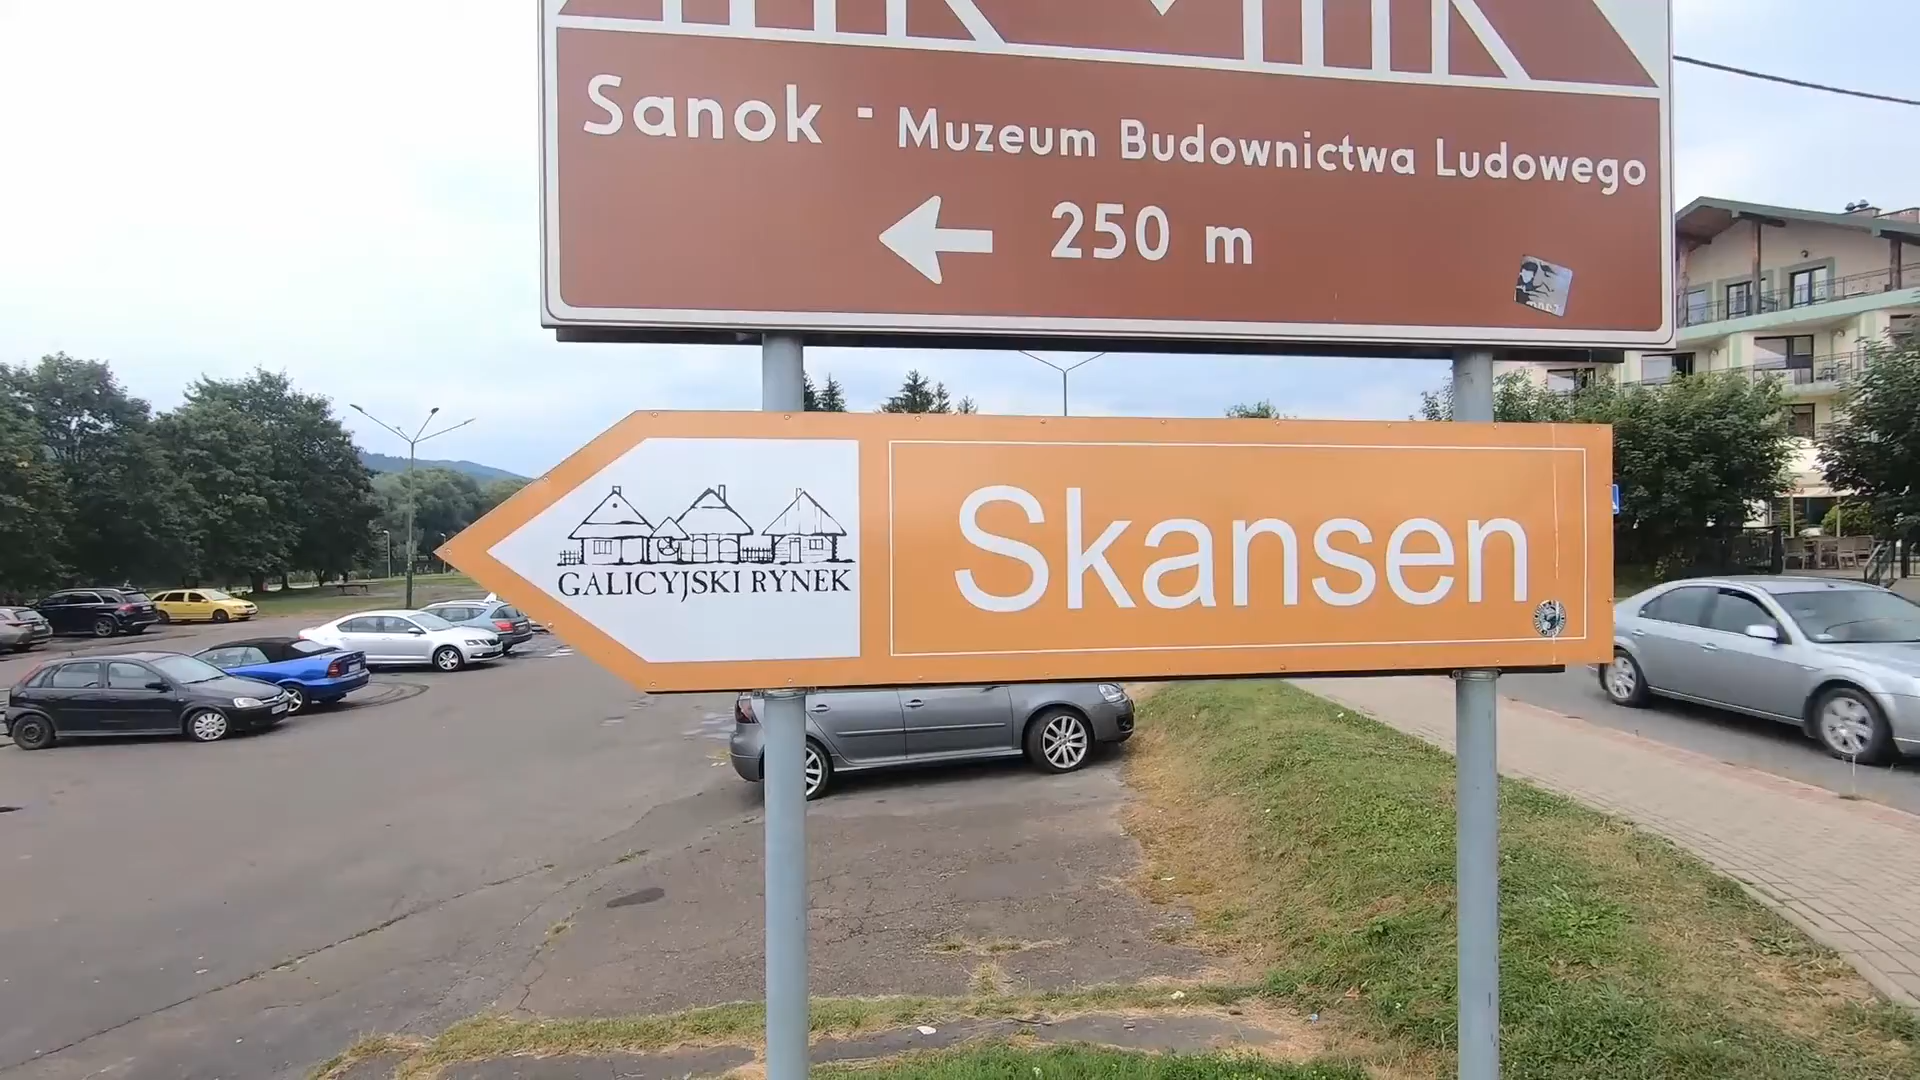 Sanok - Muzeum Budownictwa Ludowego
250 m
GALICYJSKI RYNEK
Skansen